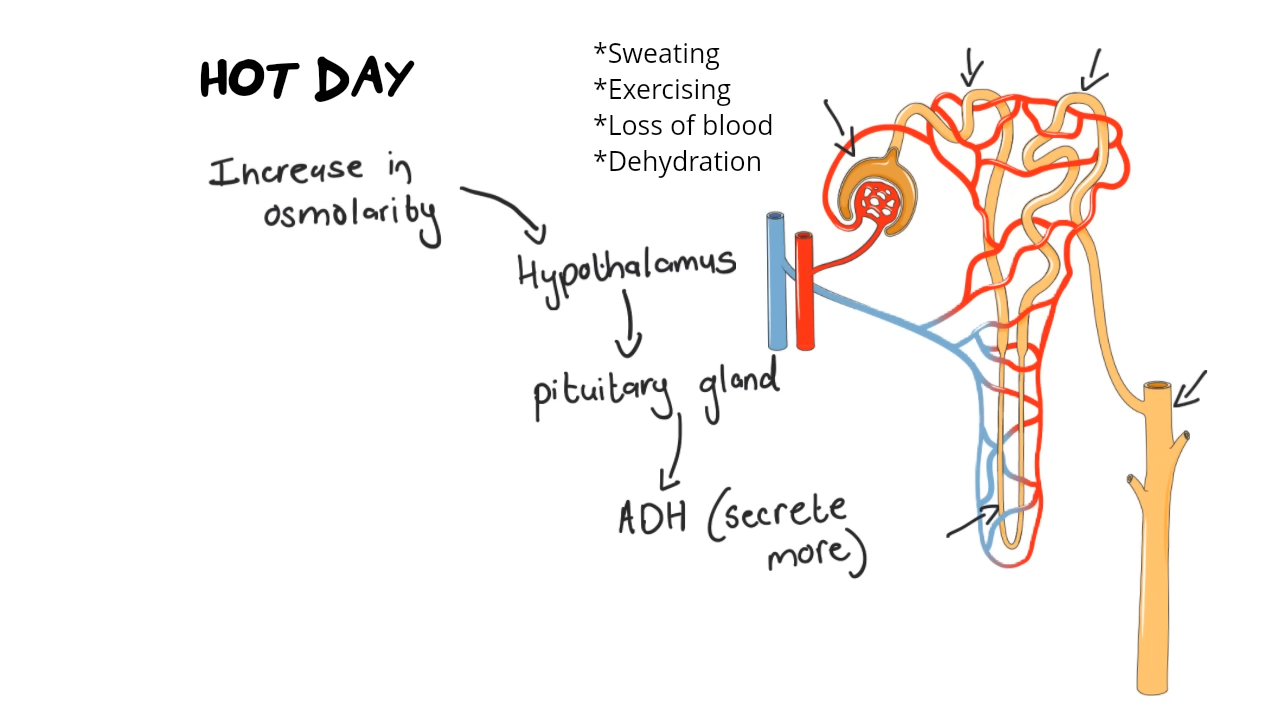 HOT DAY
*Sweating
*Exercising
*Loss of blood
*Dehydration
Increase in
osmolarity
Hypothalamus
pituitary gland
ADH (secrete
more)